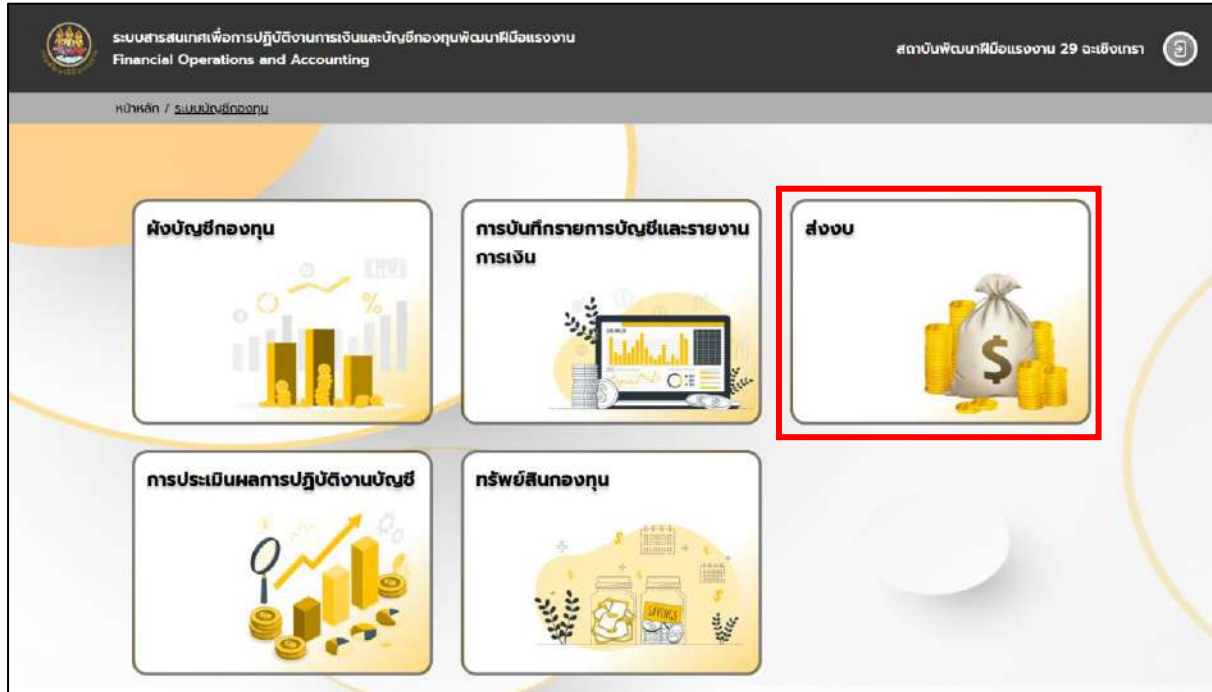 ระบบสารสนเทศเพื่อการปฏิบัติงานการเงินและบัญชีกองทุนพัฒนาฝีมือแรงงาน
Financial Operations and Accounting
สถาบันพัฒนาฝีมือแรงงาน 29 ฉะเชิงเทรา
หน้าหลัก / ระบบบัญชีกองทุน
ผังบัญชีกองทุน
การบันทึกรายการบัญชีและรายงาน
การเงิน
ส่งงบ
%
$
การประเมินผลการปฏิบัติงานบัญชี
ทรัพย์สินกองทุน
SAVINGS